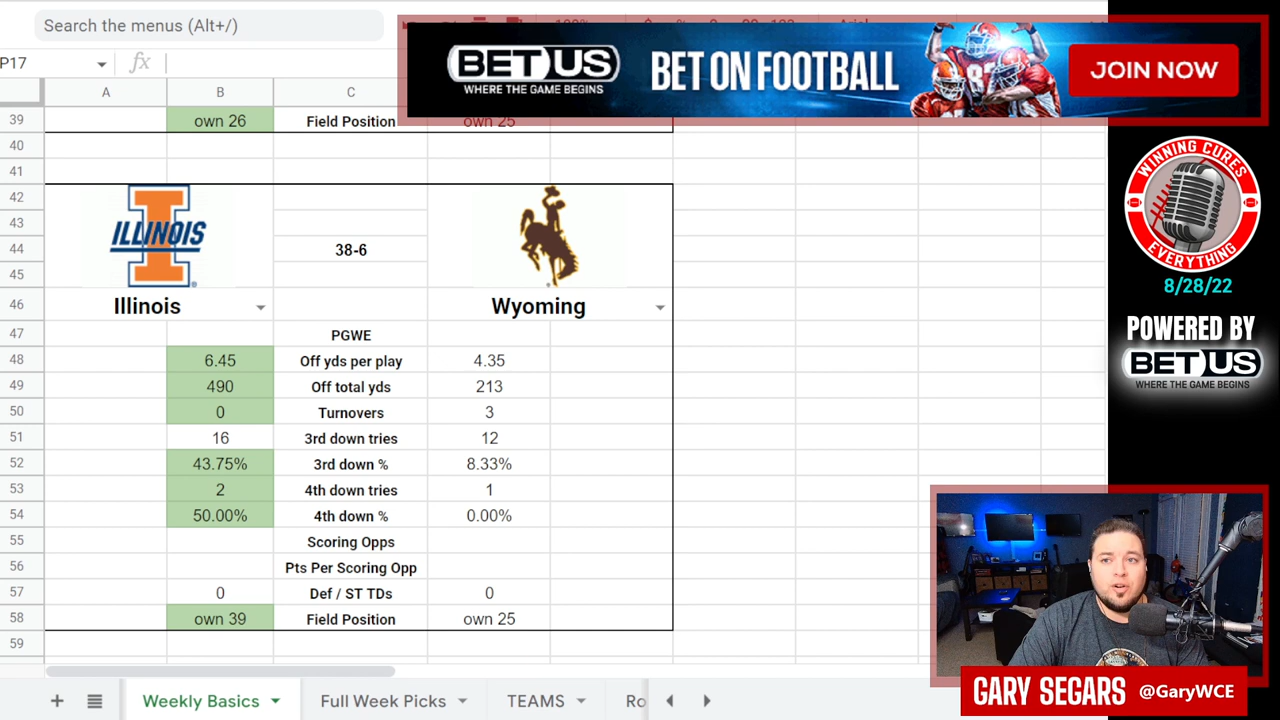 Search the menus (Alt+/)
BETUS
WHERE THE GAME BEGINS
BET ON FOOTBALL
JOIN NOW
P17
fx
A B C
39 own 26 Field Position own 25
40
41
42
43
44 38-6
45
46 Illinois Wyoming
ILLINOIS
47 PGWE
48 6.45 Off yds per play 4.35
49 490 Off total yds 213
50 0 Turnovers 3
51 16 3rd down tries 12
52 43.75% 3rd down % 8.33%
53 2 4th down tries 1
54 50.00% 4th down % 0.00%
55 Scoring Opps
56 Pts Per Scoring Opp
57 0 Def / ST TDs 0
58 own 39 Field Position own 25
59
+ Weekly Basics Full Week Picks TEAMS Ro
WINNING CURES
EVERYTHING
8/28/22
POWERED BY
BETUS
WHERE THE GAME BEGINS
GARY SEGARS @GaryWCE